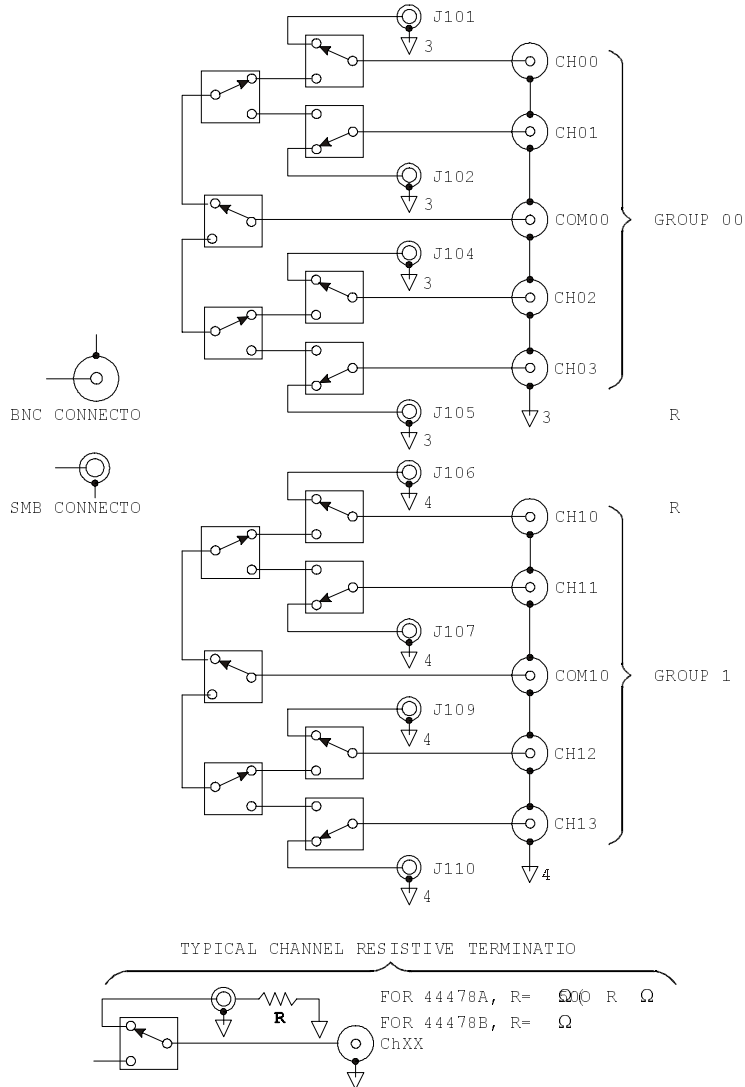 J101
3
CH00
CH01
J102
3
COM00
GROUP 00
J104
3
CH02
CH03
BNC CONNECTO
R
J105
3
3
J106
4
SMB CONNECTO
R
CH10
CH11
J107
4
COM10
GROUP 1
J109
4
CH12
CH13
J110
4
4
TYPICAL CHANNEL RESISTIVE TERMINATIO
R
FOR 44478A, R= Ω R Ω
FOR 44478B, R= Ω
ChXX